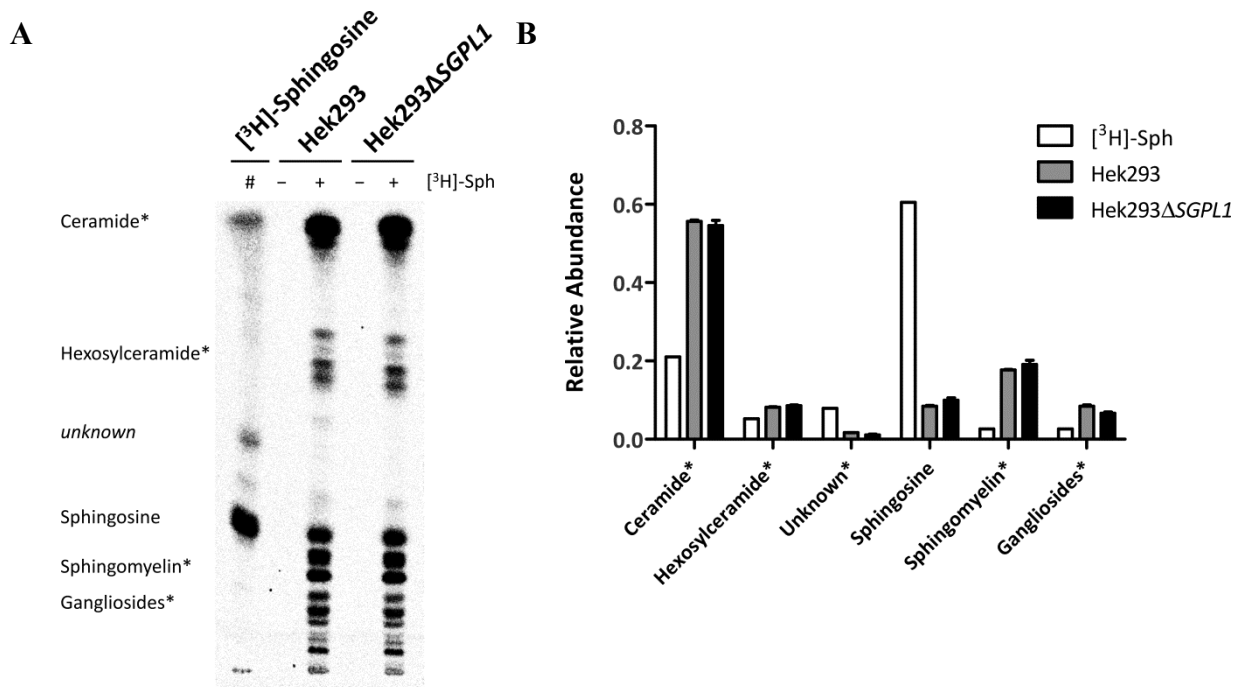 A
B
[³H]-Sphingosine
Hek293
Hek293ΔSGPL1
# – + – + [³H]-Sph
Ceramide*
Hexosylceramide*
unknown
Sphingosine
Sphingomyelin*
Gangliosides*
Relative Abundance
0.8
0.6
0.4
0.2
0.0
[³H]-Sph
Hek293
Hek293ΔSGPL1
Ceramide*
Hexosylceramide*
Unknown*
Sphingosine
Sphingomyelin*
Gangliosides*